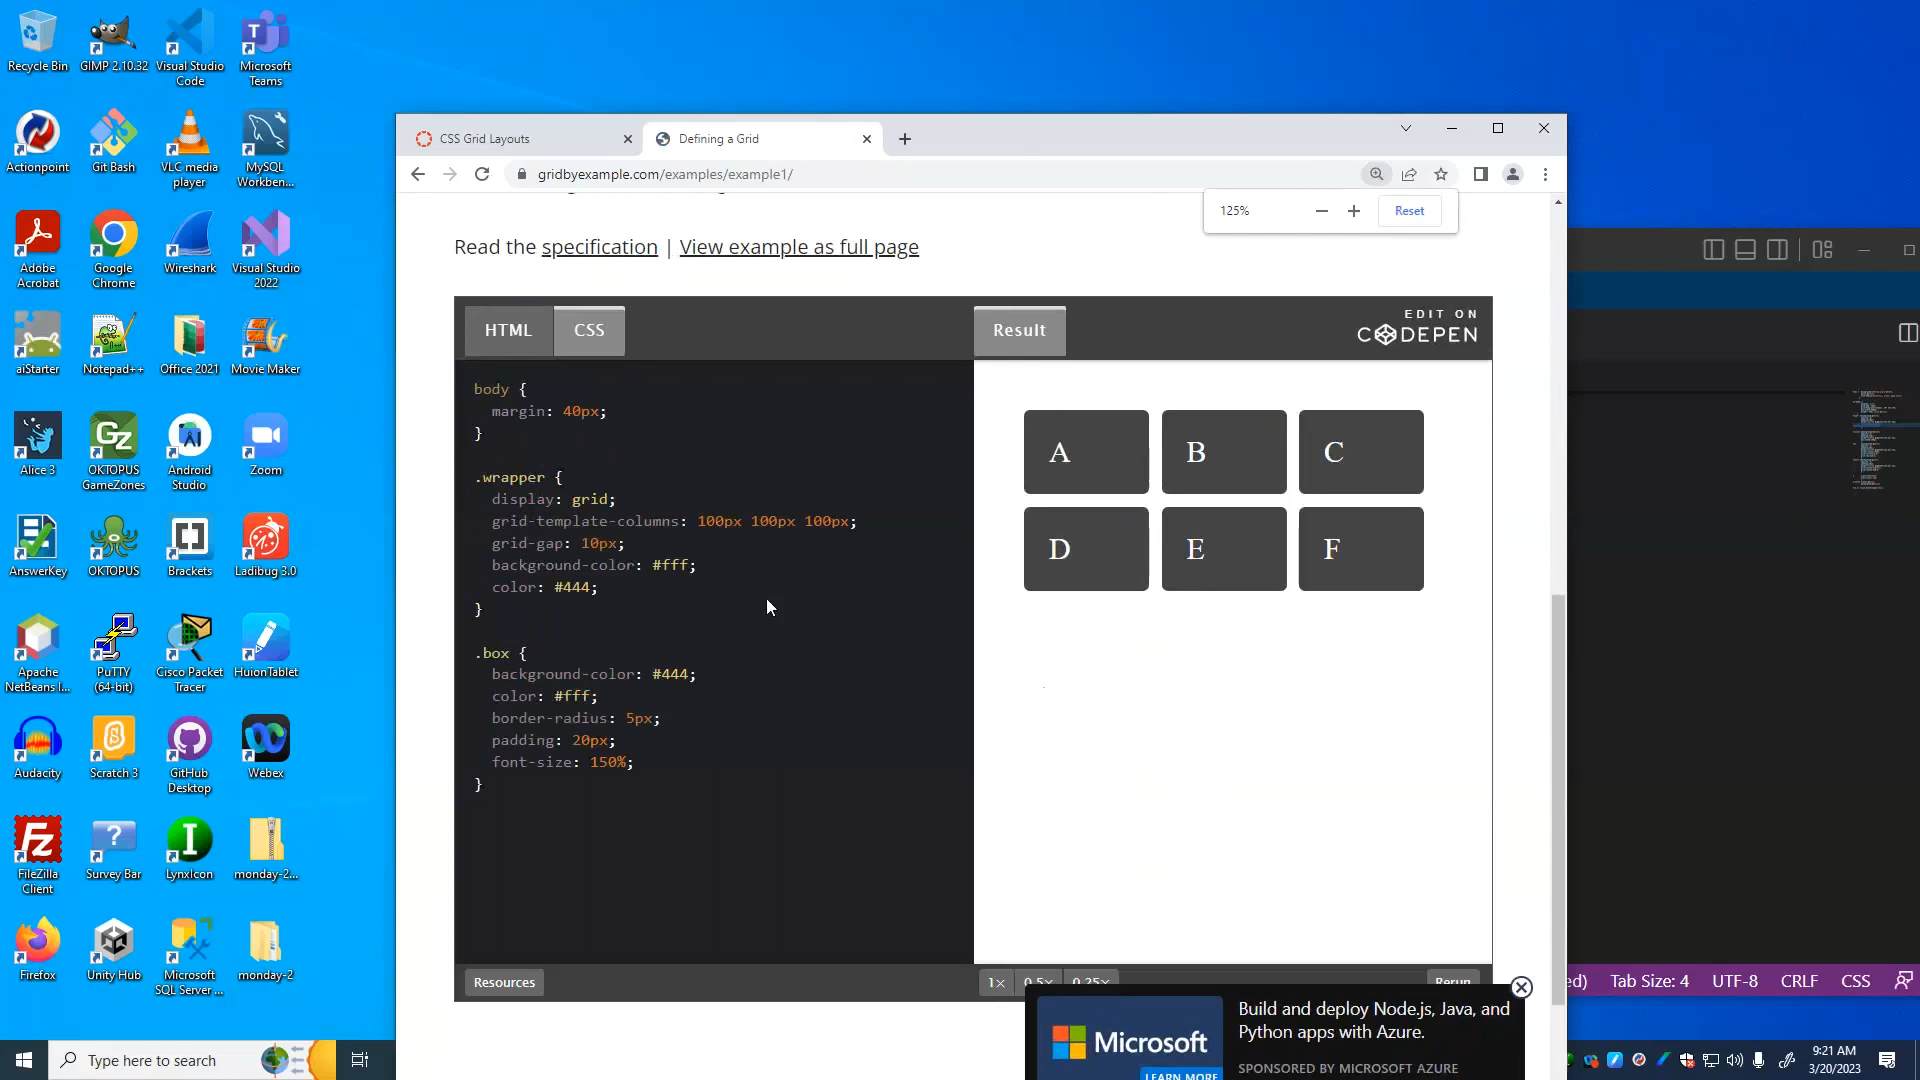 Recycle Bin
GIMP 2.10.32
Visual Studio
Code
Microsoft
Teams
Actionpoint
Git Bash
VLC media
player
MySQL
Workben...
Adobe
Acrobat
Google
Chrome
Wireshark
Visual Studio
2022
aiStarter
Notepad++
Office 2021
Movie Maker
Alice 3
OKTOPUS
GameZones
Android
Studio
Zoom
AnswerKey
OKTOPUS
Brackets
Ladibug 3.0
Apache
NetBeans I...
PuTTY
(64-bit)
Cisco Packet
Tracer
HuionTablet
Audacity
Scratch 3
GitHub
Desktop
Webex
FileZilla
Client
Survey Bar
LynxIcon
monday-2...
Firefox
Unity Hub
Microsoft
SQL Server ...
monday-2
CSS Grid Layouts
Defining a Grid
gridbyexample.com/examples/example1/
125%
Reset
Read the specification | View example as full page
HTML
CSS
Result
EDIT ON
CODEPEN
body {
margin: 40px;
}
.wrapper {
display: grid;
grid-template-columns: 100px 100px 100px;
grid-gap: 10px;
background-color: #fff;
color: #444;
}
.box {
background-color: #444;
color: #fff;
border-radius: 5px;
padding: 20px;
font-size: 150%;
}
A
B
C
D
E
F
Resources
1×
0.5×
0.25×
Rerun
Microsoft
LEARN MORE
Build and deploy Node.js, Java, and
Python apps with Azure.
SPONSORED BY MICROSOFT AZURE
ed)
Tab Size: 4
UTF-8
CRLF
CSS
Type here to search
9:21 AM
3/20/2023